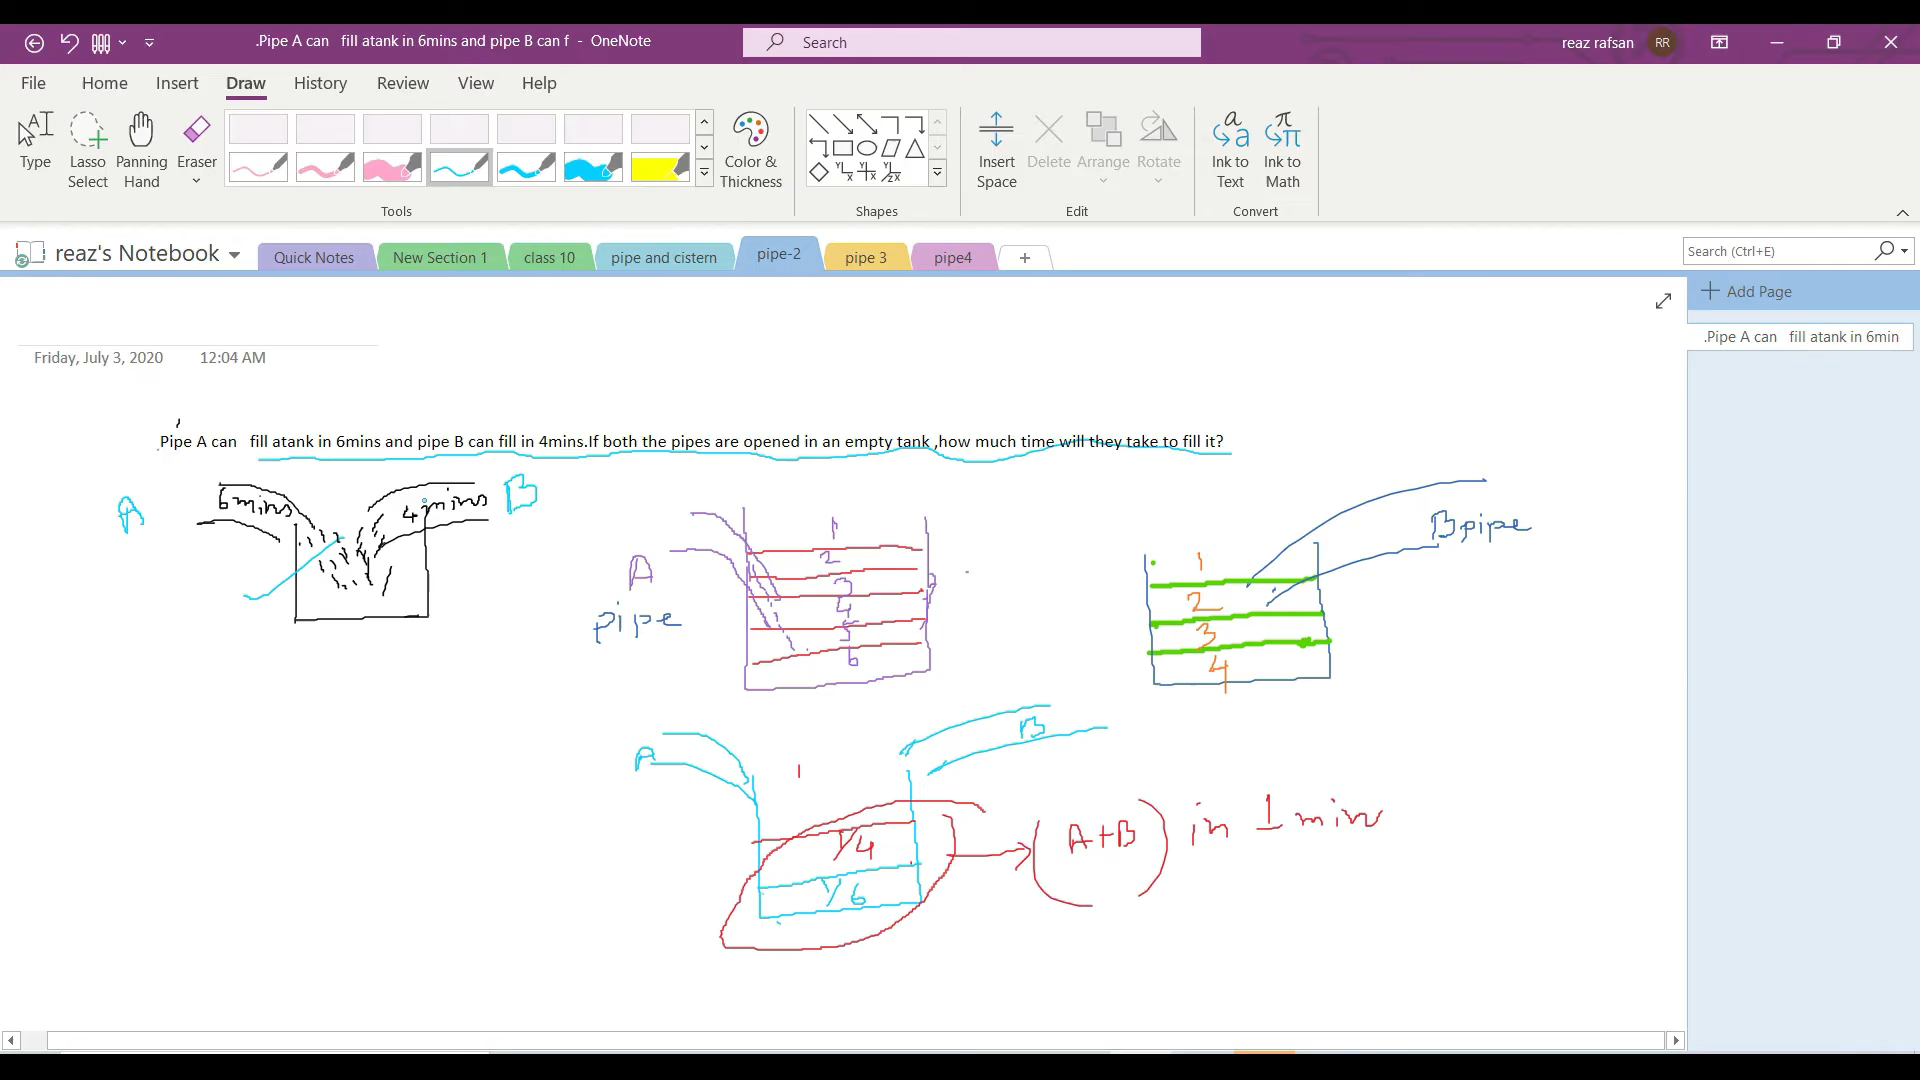 .Pipe A can fill atank in 6mins and pipe B can f - OneNote
Search
reaz rafsan RR
File Home Insert Draw History Review View Help
Type
Lasso Select
Panning Hand
Eraser
Color & Thickness
Insert Space
Delete
Arrange
Rotate
Ink to Text
Ink to Math
Tools Shapes Edit Convert
reaz's Notebook
Quick Notes New Section 1 class 10 pipe and cistern pipe-2 pipe 3 pipe4
Search (Ctrl+E)
Add Page
.Pipe A can fill atank in 6min
Friday, July 3, 2020 12:04 AM
.Pipe A can fill atank in 6mins and pipe B can fill in 4mins.If both the pipes are opened in an empty tank ,how much time will they take to fill it?
A 6mins 4mins B
A pipe
1
2
3
4
5
6
B pipe
1
2
3
4
A B
1
1/4
1/6
(A+B) in 1 min